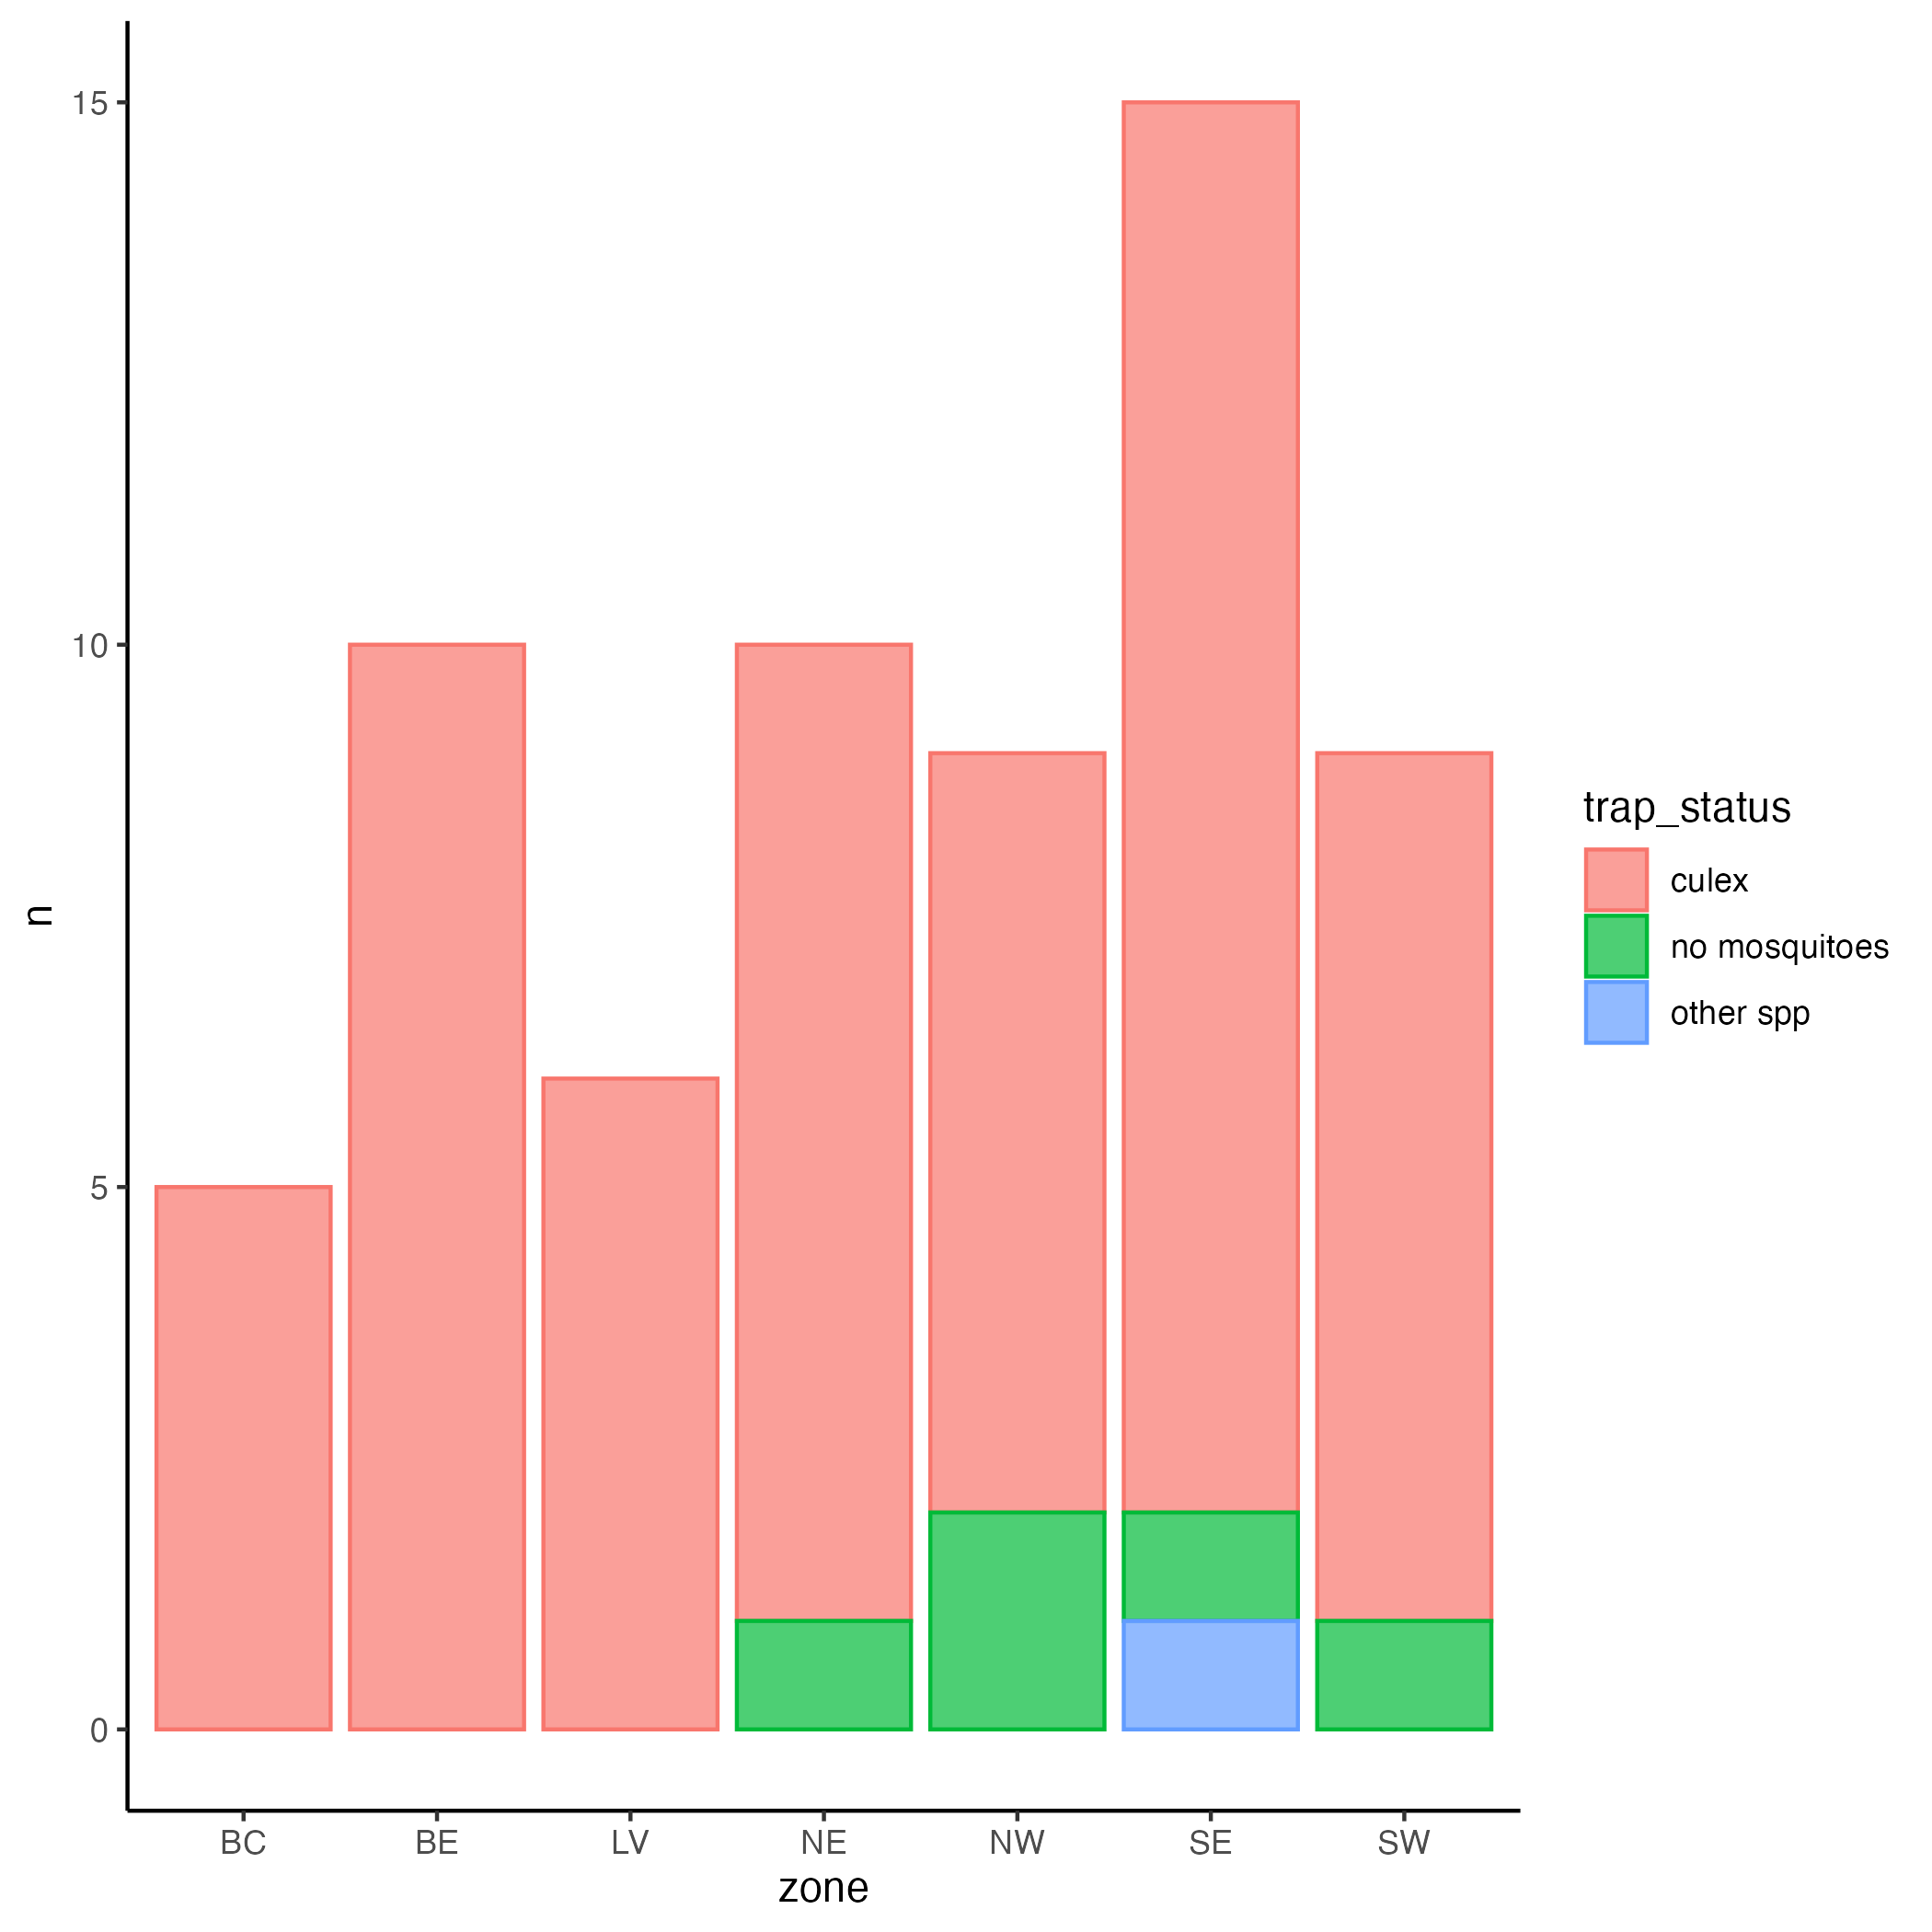 n
15
10
5
0
BC BE LV NE NW SE SW
zone
trap_status
culex
no mosquitoes
other spp